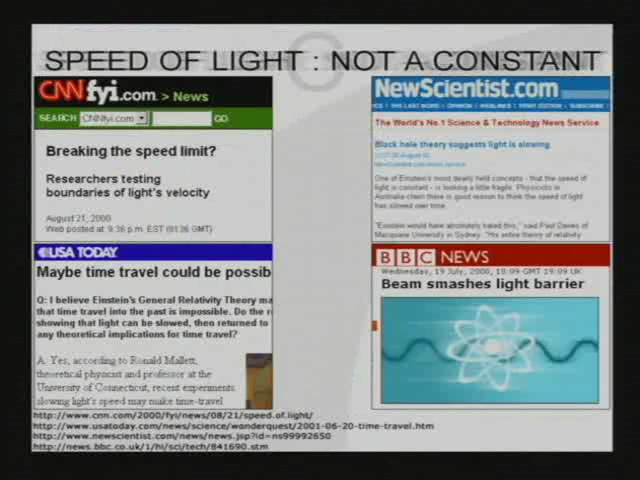 SPEED OF LIGHT : NOT A CONSTANT
CNNfyi.com > News
SEARCH CNNfyi.com GO
Breaking the speed limit?
Researchers testing
boundaries of light's velocity
August 21, 2000
Web posted at 9:36 p.m. EST (0136 GMT)
NewScientist.com
The World's No.1 Science & Technology News Service
Black hole theory suggests light is slowing
One of Einstein's most dearly held concepts - that the speed of
light is constant - is looking a little fragile. Physicists in
Australia claim there is good reason to think the speed of light
has slowed over time.
"Einstein would have absolutely hated this," said Paul Davies of
Macquarie University in Sydney. "His entire theory of relativity
USA TODAY
Maybe time travel could be possib
Q: I believe Einstein's General Relativity Theory ma
that time travel into the past is impossible. Do the r
showing that light can be slowed, then returned to
any theoretical implications for time travel?
A: Yes, according to Ronald Mallett,
theoretical physicist and professor at the
University of Connecticut, recent experiments
slowing light's speed may make time-travel
BBC NEWS
Wednesday, 19 July, 2000, 18:09 GMT 19:09 UK
Beam smashes light barrier
http://www.cnn.com/2000/fyi/news/08/21/speed.of.light/
http://www.usatoday.com/news/science/wonderquest/2001-06-20-time-travel.htm
http://www.newscientist.com/news/news.jsp?id=ns99992650
http://news.bbc.co.uk/1/hi/sci/tech/841690.stm